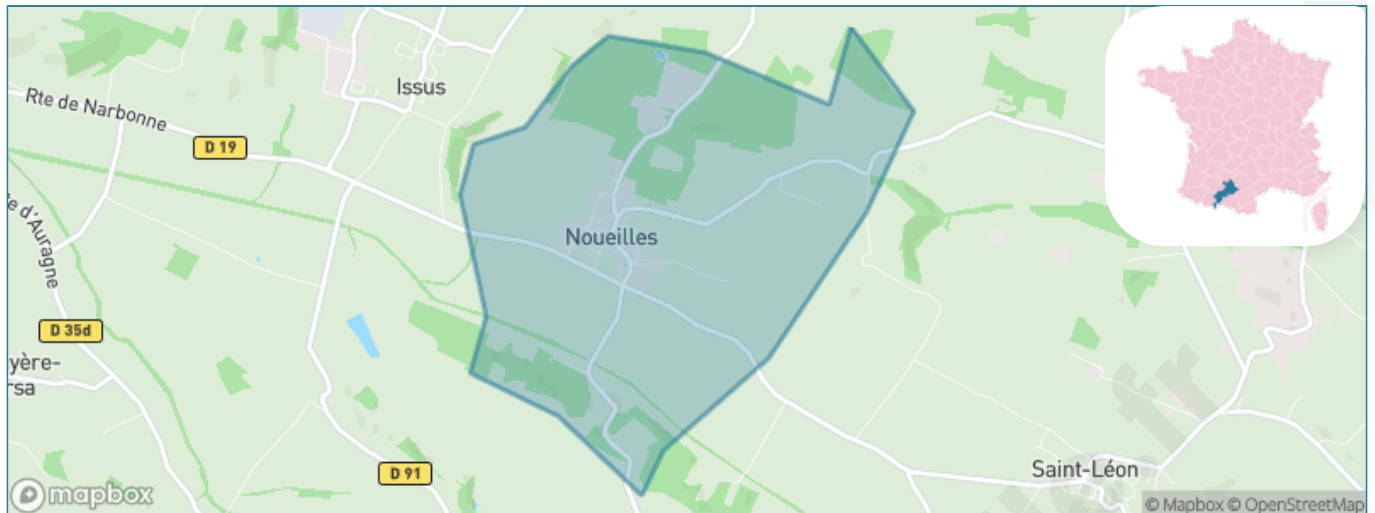 Issus
Rte de Narbonne
D 19
e d'Auragne
Noueilles
D 35d
yère-
rsa
D 91
Saint-Léon
mapbox
© Mapbox © OpenStreetMap